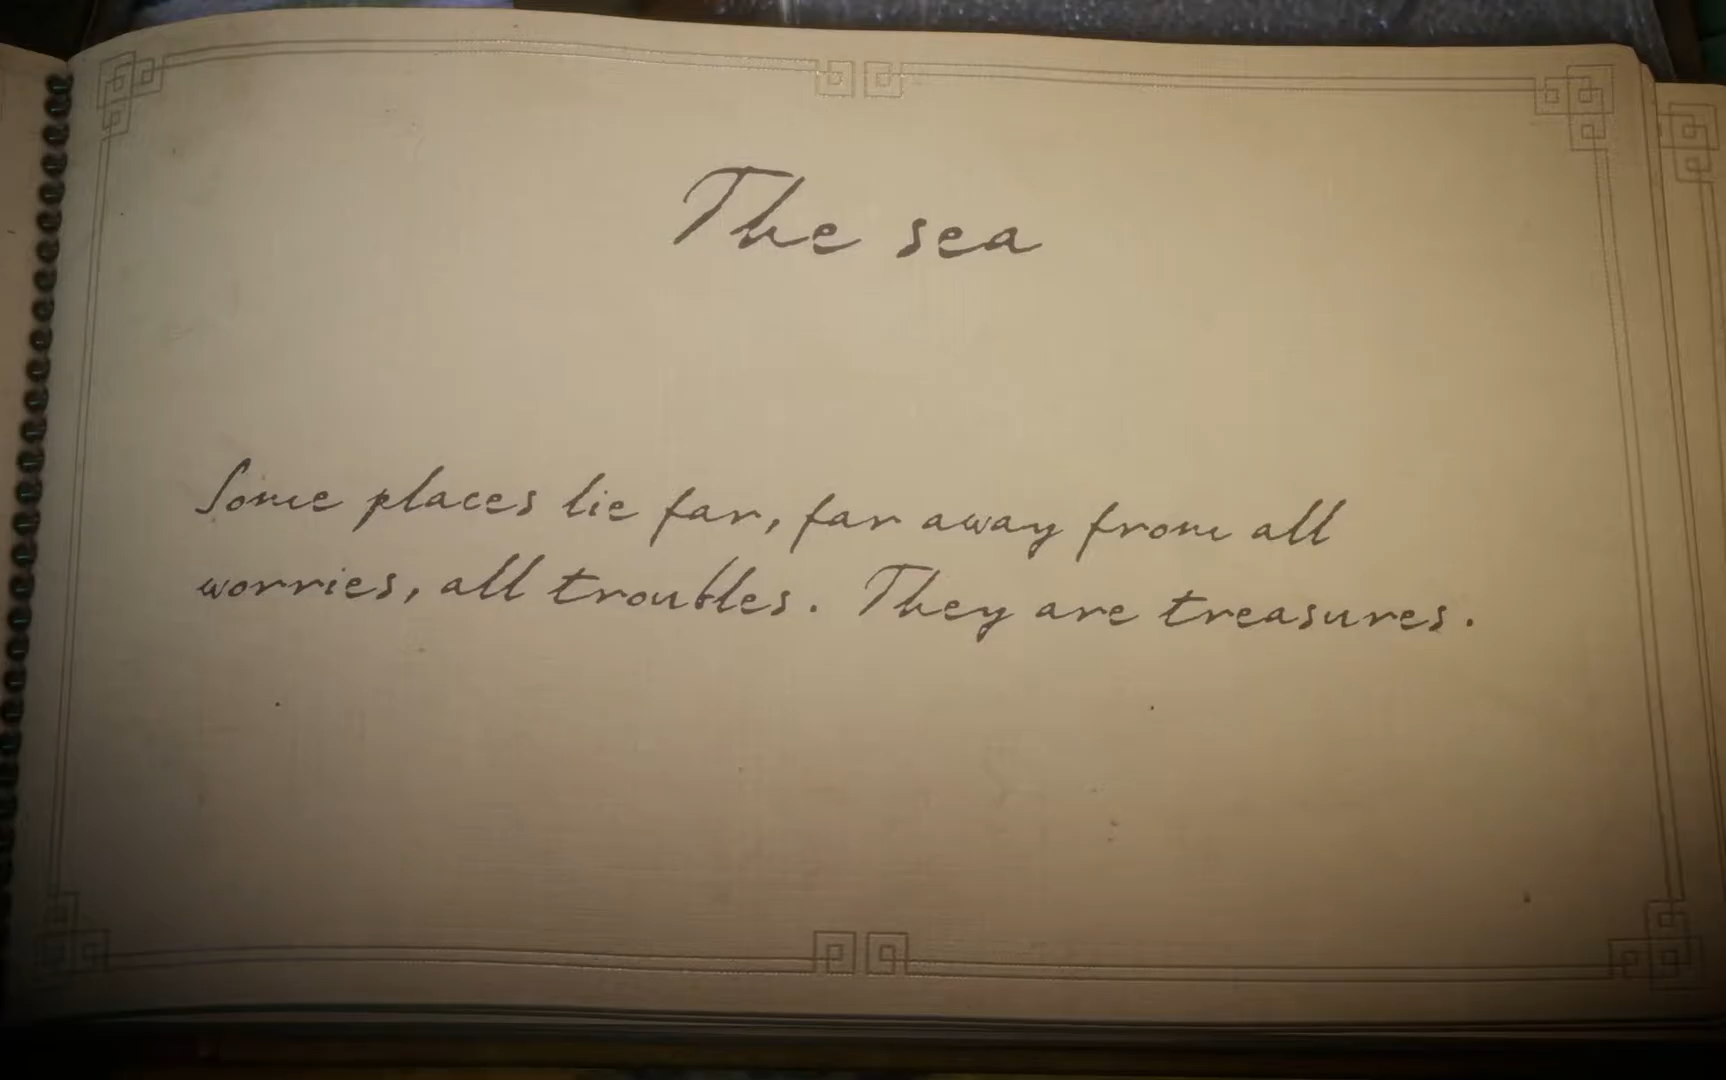 The sea
Some places lie far, far away from all
worries, all troubles. They are treasures.